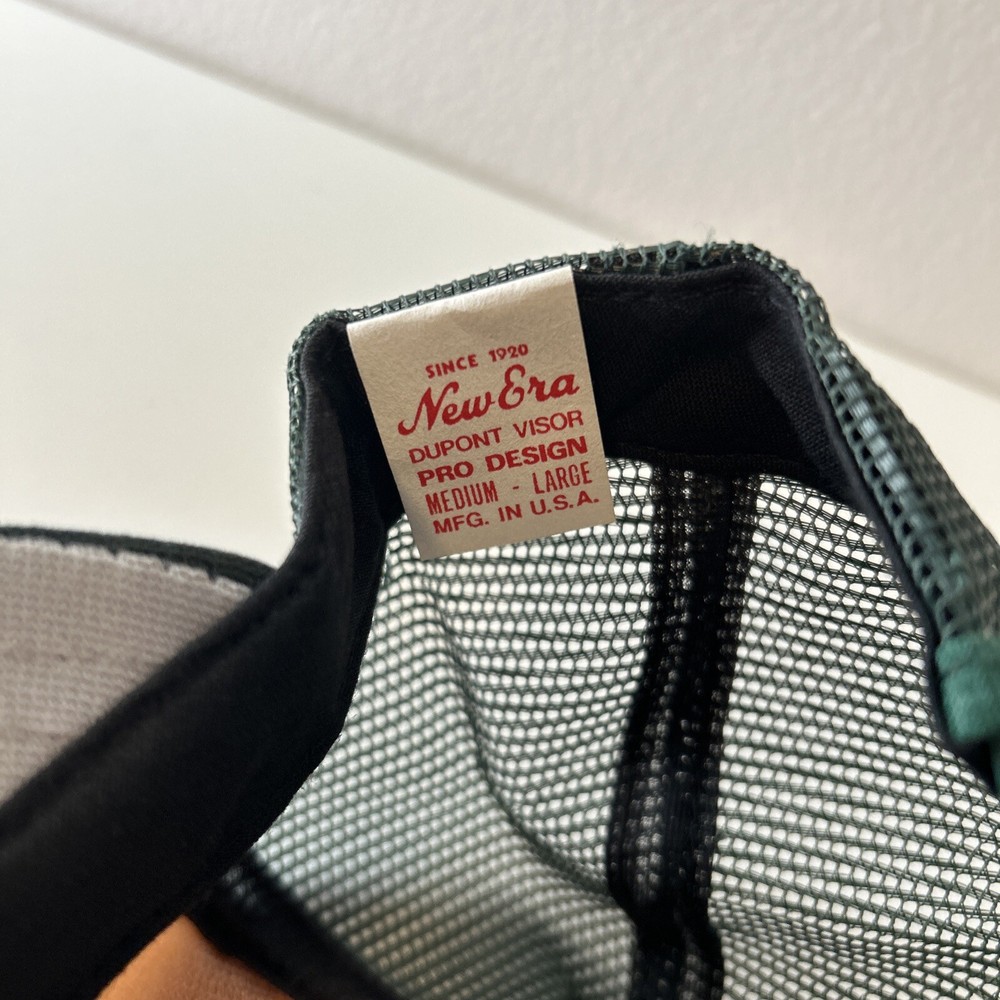 SINCE 1920
New Era
DUPONT VISOR
PRO DESIGN
MEDIUM - LARGE
MFG. IN U.S.A.